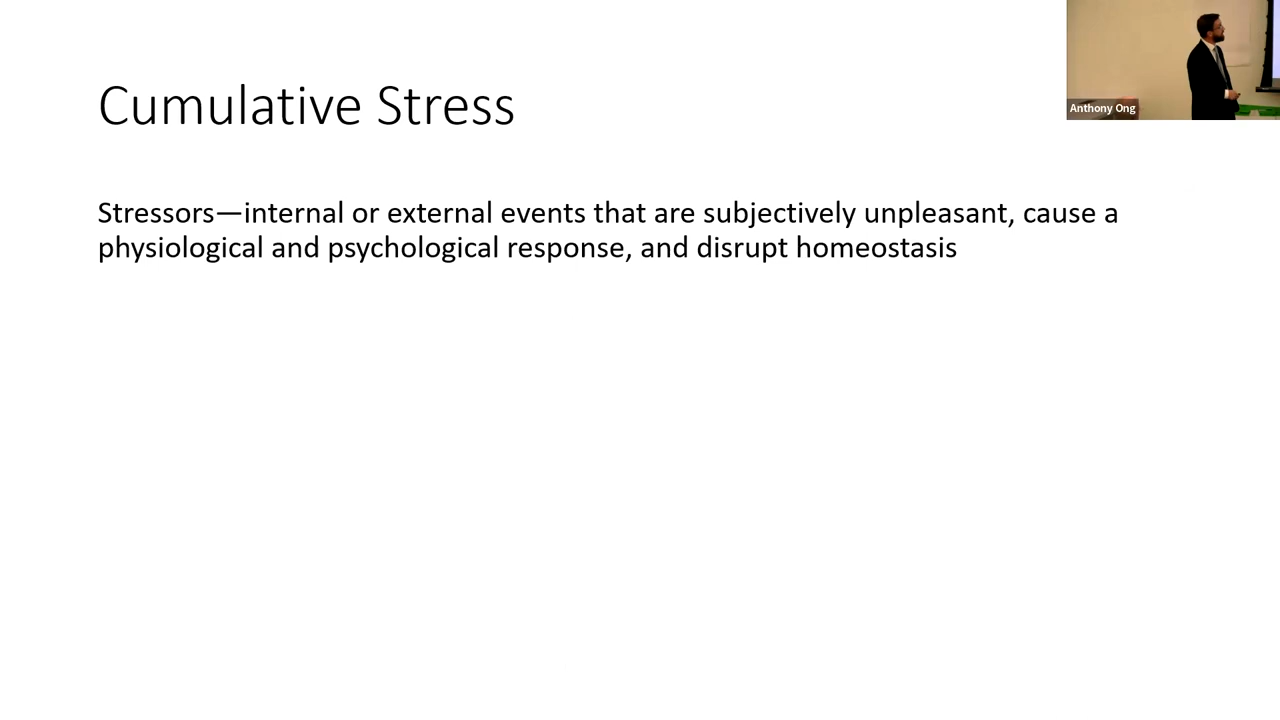 Cumulative Stress
Anthony Ong
Stressors—internal or external events that are subjectively unpleasant, cause a
physiological and psychological response, and disrupt homeostasis